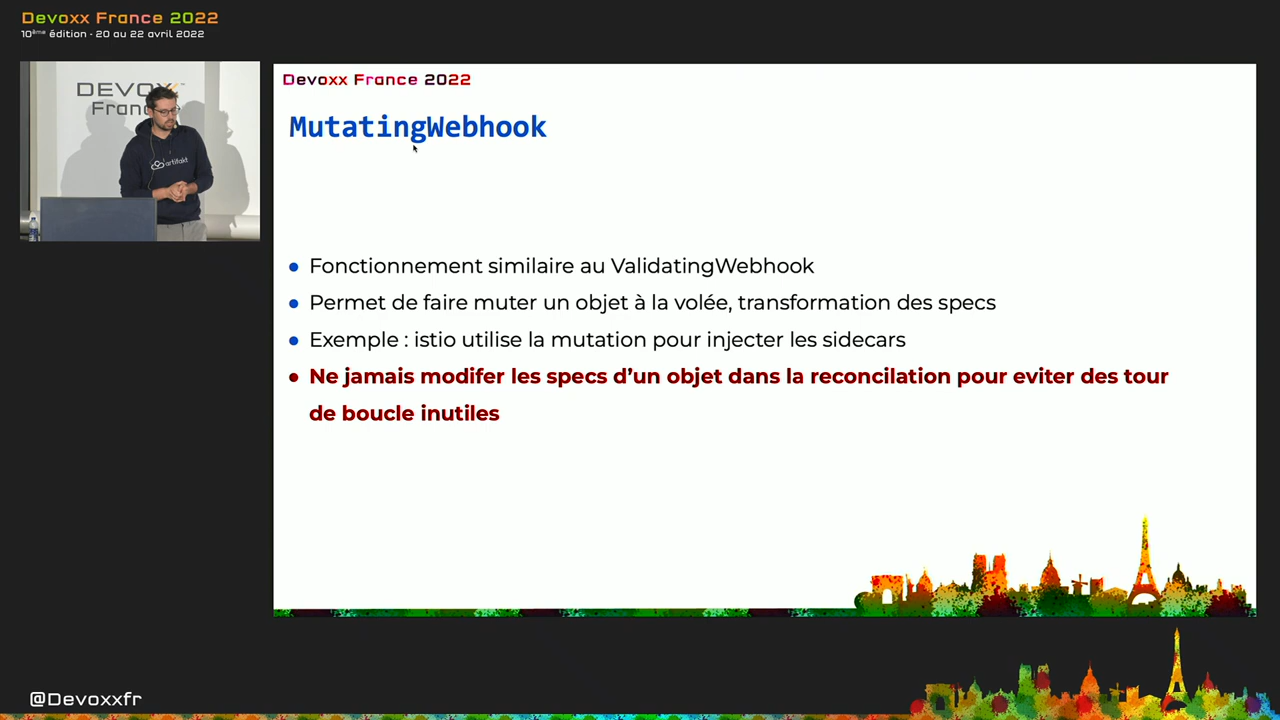 Devoxx France 2022
10ème édition - 20 au 22 avril 2022
DEVOXX
France
artifakt
Devoxx France 2022
MutatingWebhook
Fonctionnement similaire au ValidatingWebhook
Permet de faire muter un objet à la volée, transformation des specs
Exemple : istio utilise la mutation pour injecter les sidecars
Ne jamais modifer les specs d’un objet dans la reconcilation pour eviter des tour
de boucle inutiles
@Devoxxfr